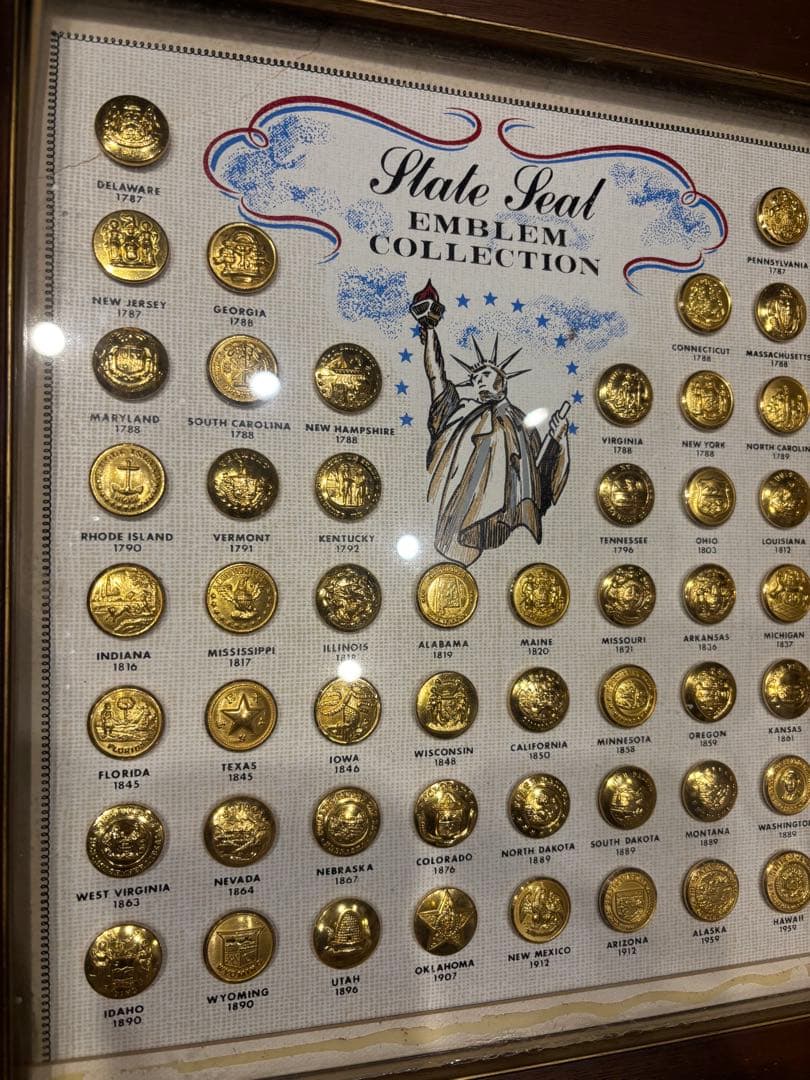 State Seal
EMBLEM
COLLECTION
DELAWARE
1787
PENNSYLVANIA
1787
NEW JERSEY
1787
GEORGIA
1788
CONNECTICUT
1788
MASSACHUSETTS
1788
MARYLAND
1788
SOUTH CAROLINA
1788
NEW HAMPSHIRE
1788
VIRGINIA
1788
NEW YORK
1788
NORTH CAROLIN
1789
RHODE ISLAND
1790
VERMONT
1791
KENTUCKY
1792
TENNESSEE
1796
OHIO
1803
LOUISIANA
1812
INDIANA
1816
MISSISSIPPI
1817
ILLINOIS
1818
ALABAMA
1819
MAINE
1820
MISSOURI
1821
ARKANSAS
1836
MICHIGAN
1837
FLORIDA
FLORIDA
1845
TEXAS
1845
IOWA
1846
WISCONSIN
1848
CALIFORNIA
1850
MINNESOTA
1858
OREGON
1859
KANSAS
1861
WEST VIRGINIA
1863
NEVADA
1864
NEBRASKA
1867
COLORADO
1876
NORTH DAKOTA
1889
SOUTH DAKOTA
1889
MONTANA
1889
WASHINGTON
1889
IDAHO
1890
WYOMING
1890
UTAH
1896
OKLAHOMA
1907
NEW MEXICO
1912
ARIZONA
1912
ALASKA
1959
HAWAII
1959